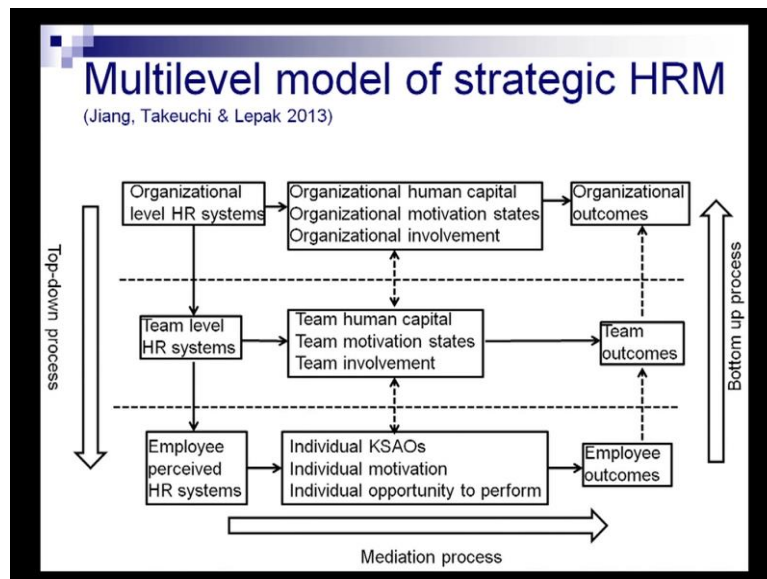 Multilevel model of strategic HRM
(Jiang, Takeuchi & Lepak 2013)
Organizational
level HR systems
Organizational human capital
Organizational motivation states
Organizational involvement
Organizational
outcomes
Top-down process
Bottom up process
Team level
HR systems
Team human capital
Team motivation states
Team involvement
Team
outcomes
Employee
perceived
HR systems
Individual KSAOs
Individual motivation
Individual opportunity to perform
Employee
outcomes
Mediation process